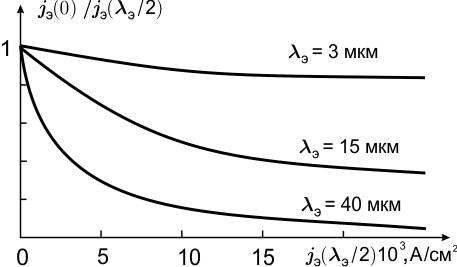 jэ(0) /jэ(λэ/2)
1
λэ = 3 мкм
λэ = 15 мкм
λэ = 40 мкм
0 5 10 15 jэ(λэ/2)10³,А/см²